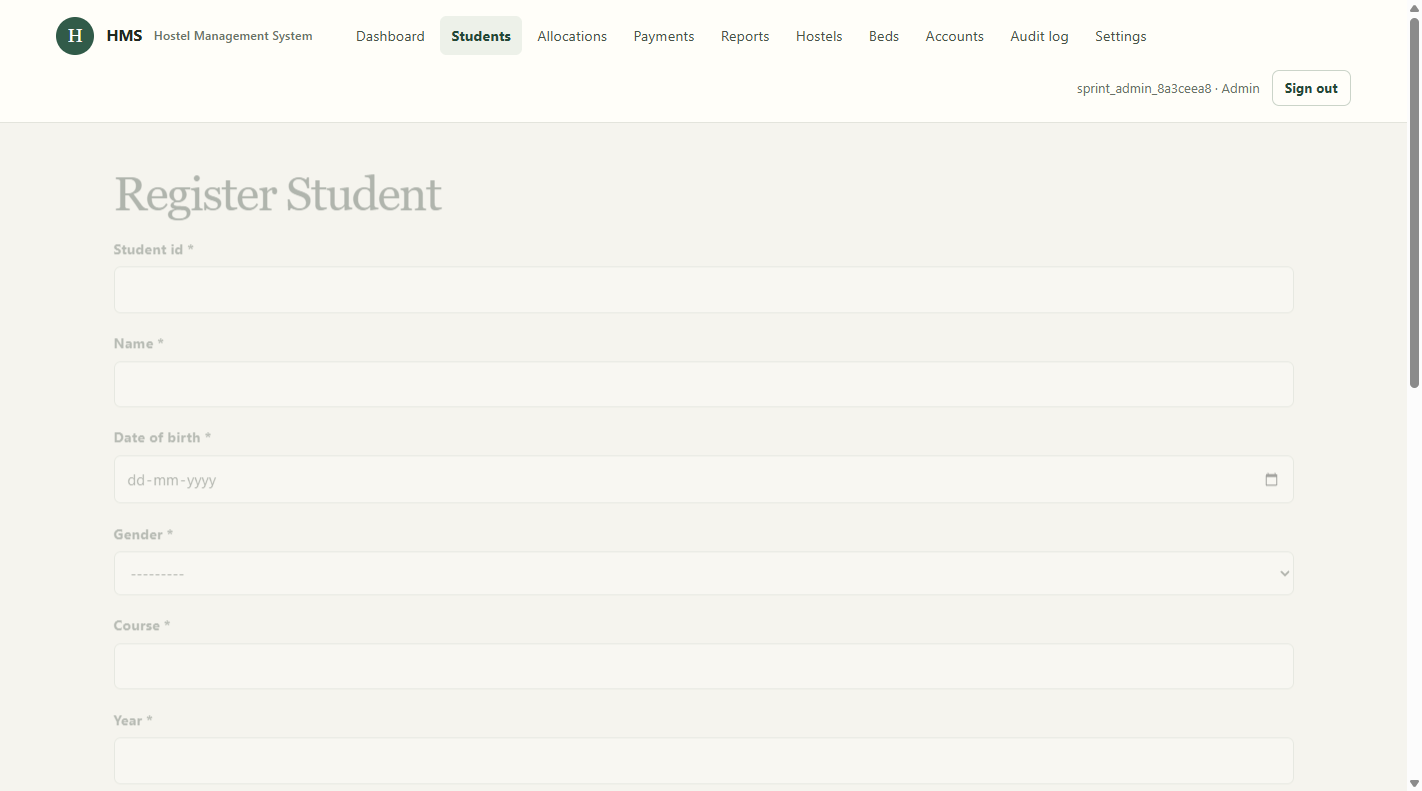 H HMS Hostel Management System Dashboard Students Allocations Payments Reports Hostels Beds Accounts Audit log Settings
sprint_admin_8a3ceea8 · Admin Sign out
Register Student
Student id *
Name *
Date of birth *
dd-mm-yyyy
Gender *
---------
Course *
Year *